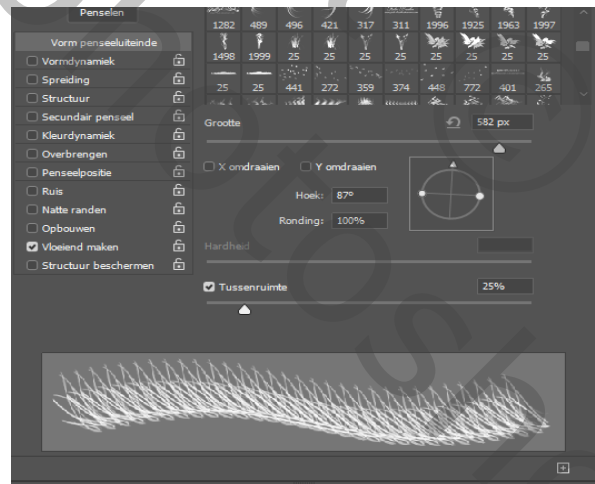 Penselen
1282 489 496 421 317 311 1996 1925 1963 1997
Vorm penseeluiteinde
1498 1999 25 25 25 25 25 25 25 25
Vormdynamiek
Spreiding
25 25 441 272 359 374 448 772 401 265
Structuur
Secundair penseel
Grootte 582 px
Kleurdynamiek
Overbrengen
Penseelpositie
X omdraaien Y omdraaien
Ruis
Hoek: 87°
Natte randen
Ronding: 100%
Opbouwen
Vloeiend maken
Hardheid
Structuur beschermen
Tussenruimte 25%